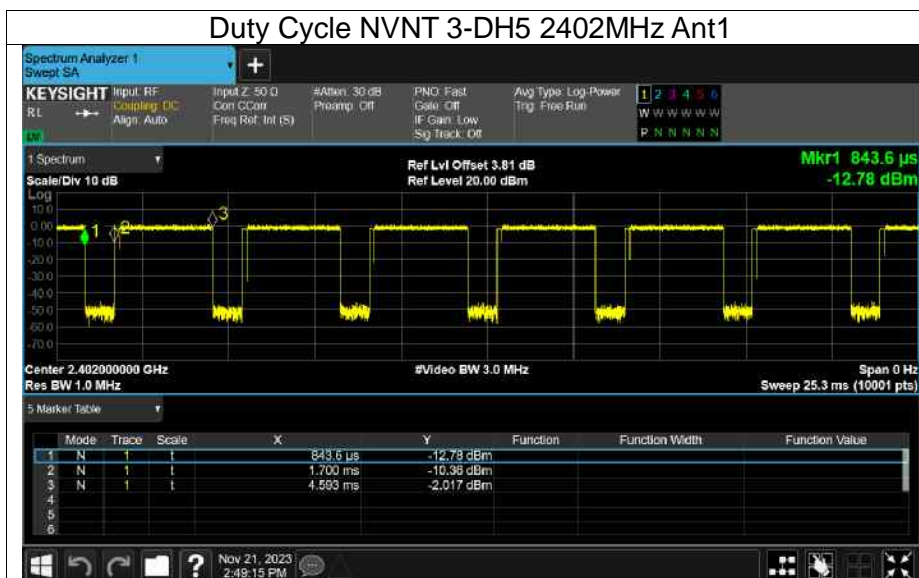 Duty Cycle NVNT 3-DH5 2402MHz Ant1
Spectrum Analyzer 1
Swept SA
KEYSIGHT
RL
Input: RF
Coupling: DC
Align: Auto
Input Z: 50 Ω
Corr CCorr
Freq Ref: Int (S)
#Atten: 30 dB
Preamp: Off
PNO: Fast
Gate: Off
IF Gain: Low
Sig Track: Off
Avg Type: Log-Power
Trig: Free Run
1 2 3 4 5 6
W W W W W W
P N N N N N
1 Spectrum
Scale/Div 10 dB
Ref Lvl Offset 3.81 dB
Ref Level 20.00 dBm
Mkr1 843.6 µs
-12.78 dBm
Log
10.0
0.00
-10.0
-20.0
-30.0
-40.0
-50.0
-60.0
-70.0
1
2
3
Center 2.402000000 GHz
Res BW 1.0 MHz
#Video BW 3.0 MHz
Span 0 Hz
Sweep 25.3 ms (10001 pts)
5 Marker Table
Mode Trace Scale X Y Function Function Width Function Value
1 N 1 t 843.6 µs -12.78 dBm
2 N 1 t 1.700 ms -10.36 dBm
3 N 1 t 4.593 ms -2.017 dBm
4
5
6
?
Nov 21, 2023
2:49:15 PM